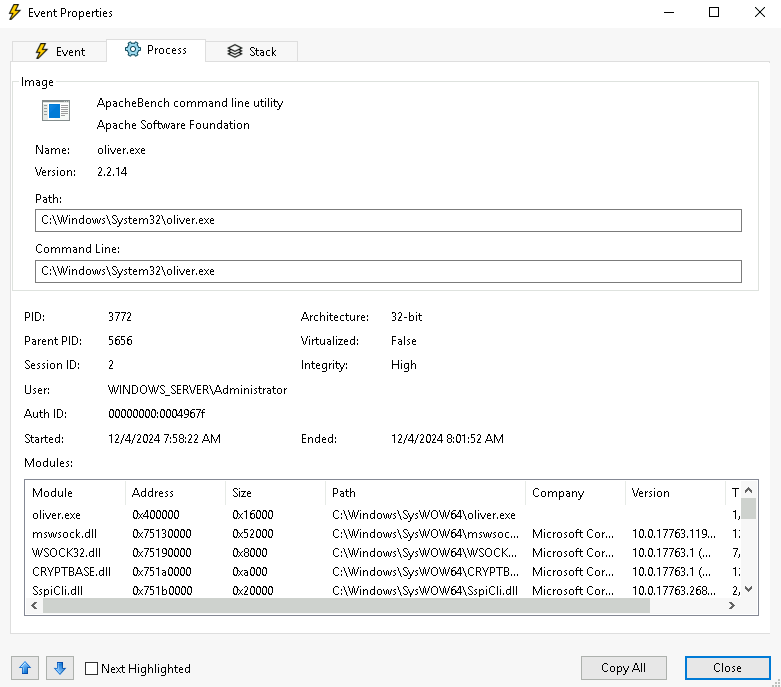 Event Properties
Event Process Stack
Image
ApacheBench command line utility
Apache Software Foundation
Name: oliver.exe
Version: 2.2.14
Path:
C:\Windows\System32\oliver.exe
Command Line:
C:\Windows\System32\oliver.exe
PID: 3772 Architecture: 32-bit
Parent PID: 5656 Virtualized: False
Session ID: 2 Integrity: High
User: WINDOWS_SERVER\Administrator
Auth ID: 00000000:0004967f
Started: 12/4/2024 7:58:22 AM Ended: 12/4/2024 8:01:52 AM
Modules:
Module Address Size Path Company Version T
oliver.exe 0x400000 0x16000 C:\Windows\SysWOW64\oliver.exe 1,
mswsock.dll 0x75130000 0x52000 C:\Windows\SysWOW64\mswsoc... Microsoft Cor... 10.0.17763.119...
WSOCK32.dll 0x75190000 0x8000 C:\Windows\SysWOW64\WSOCK... Microsoft Cor... 10.0.17763.1 (... 7,
CRYPTBASE.dll 0x751a0000 0xa000 C:\Windows\SysWOW64\CRYPTB... Microsoft Cor... 10.0.17763.1 (...
SspiCli.dll 0x751b0000 0x20000 C:\Windows\SysWOW64\SspiCli.dll Microsoft Cor... 10.0.17763.268... 2,
Next Highlighted Copy All Close